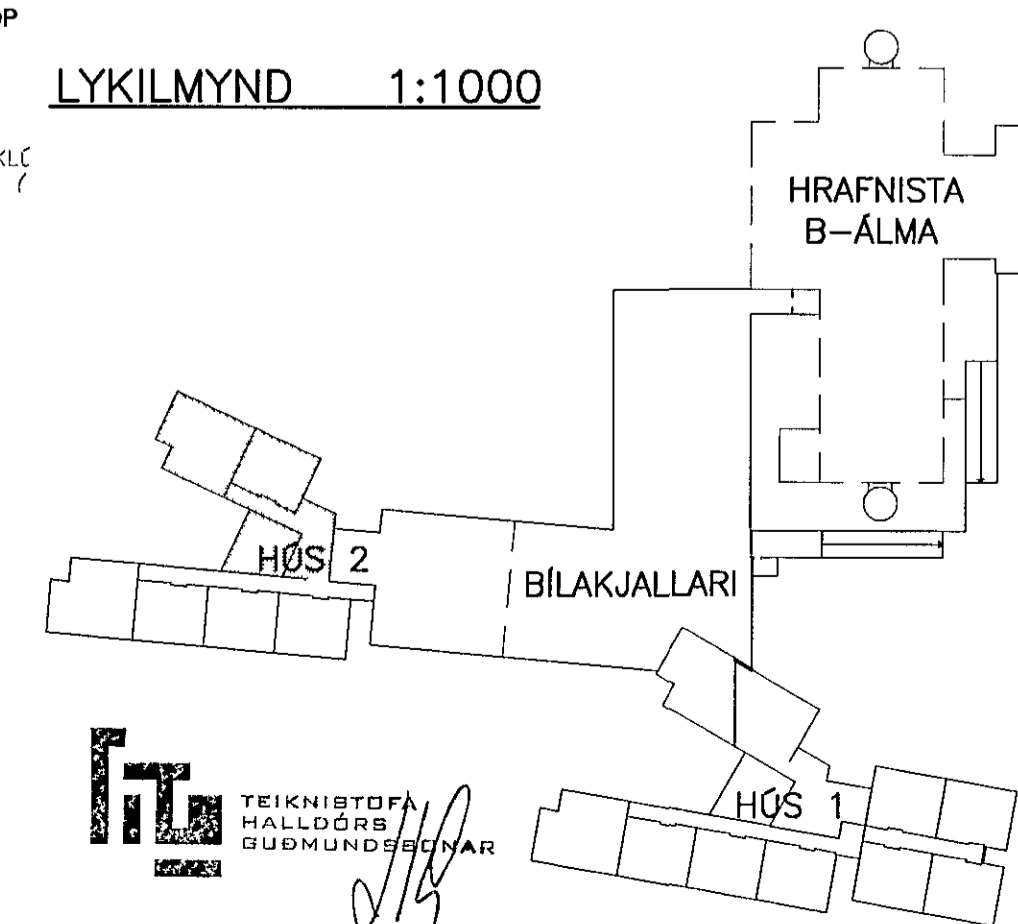 LYKILMYND 1:1000
HRAFNISTA
B-ÁLMA
HÚS 2
BÍLAKJALLARI
HÚS 1
TEIKNISTOFA
HALLDÓRS
GUÐMUNDSSONAR